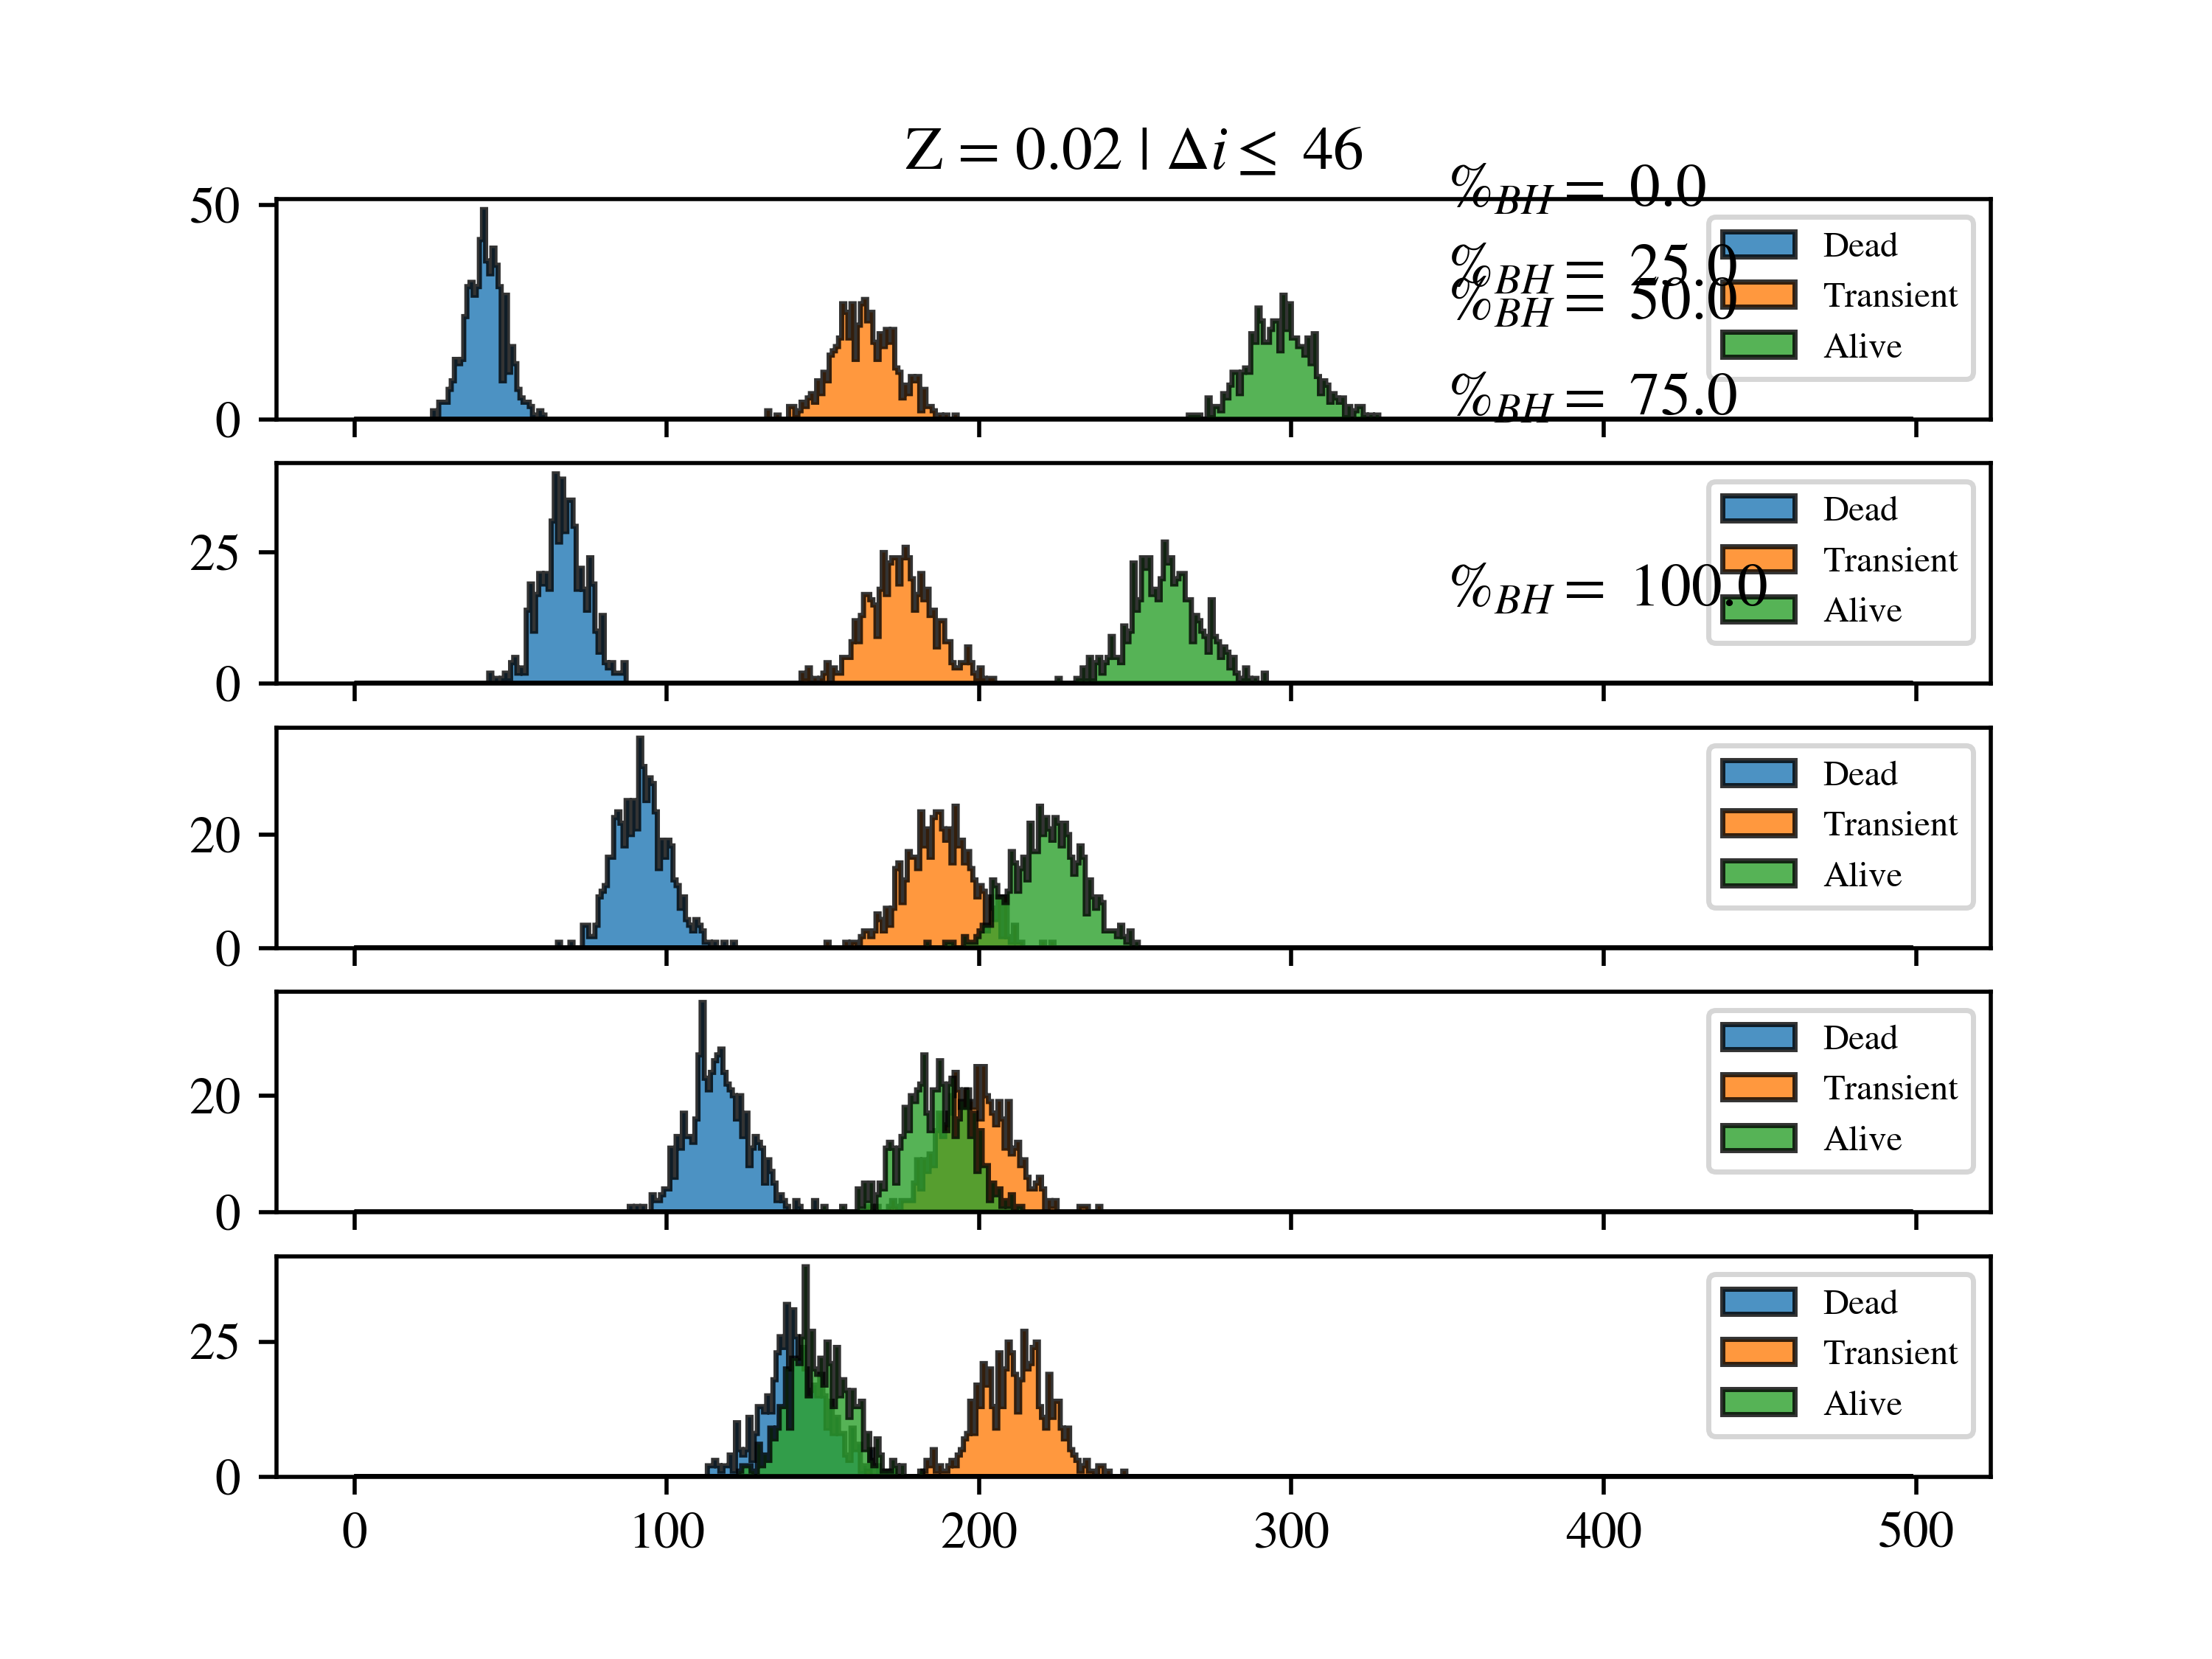 Z = 0.02 | Δi ≤ 46
%BH = 0.0
50
%BH = 25.0
Dead
%BH = 50.0
Transient
Alive
%BH = 75.0
0
Dead
25
Transient
%BH = 100.0
Alive
0
Dead
20
Transient
Alive
0
Dead
20
Transient
Alive
0
Dead
25
Transient
Alive
0
0 100 200 300 400 500